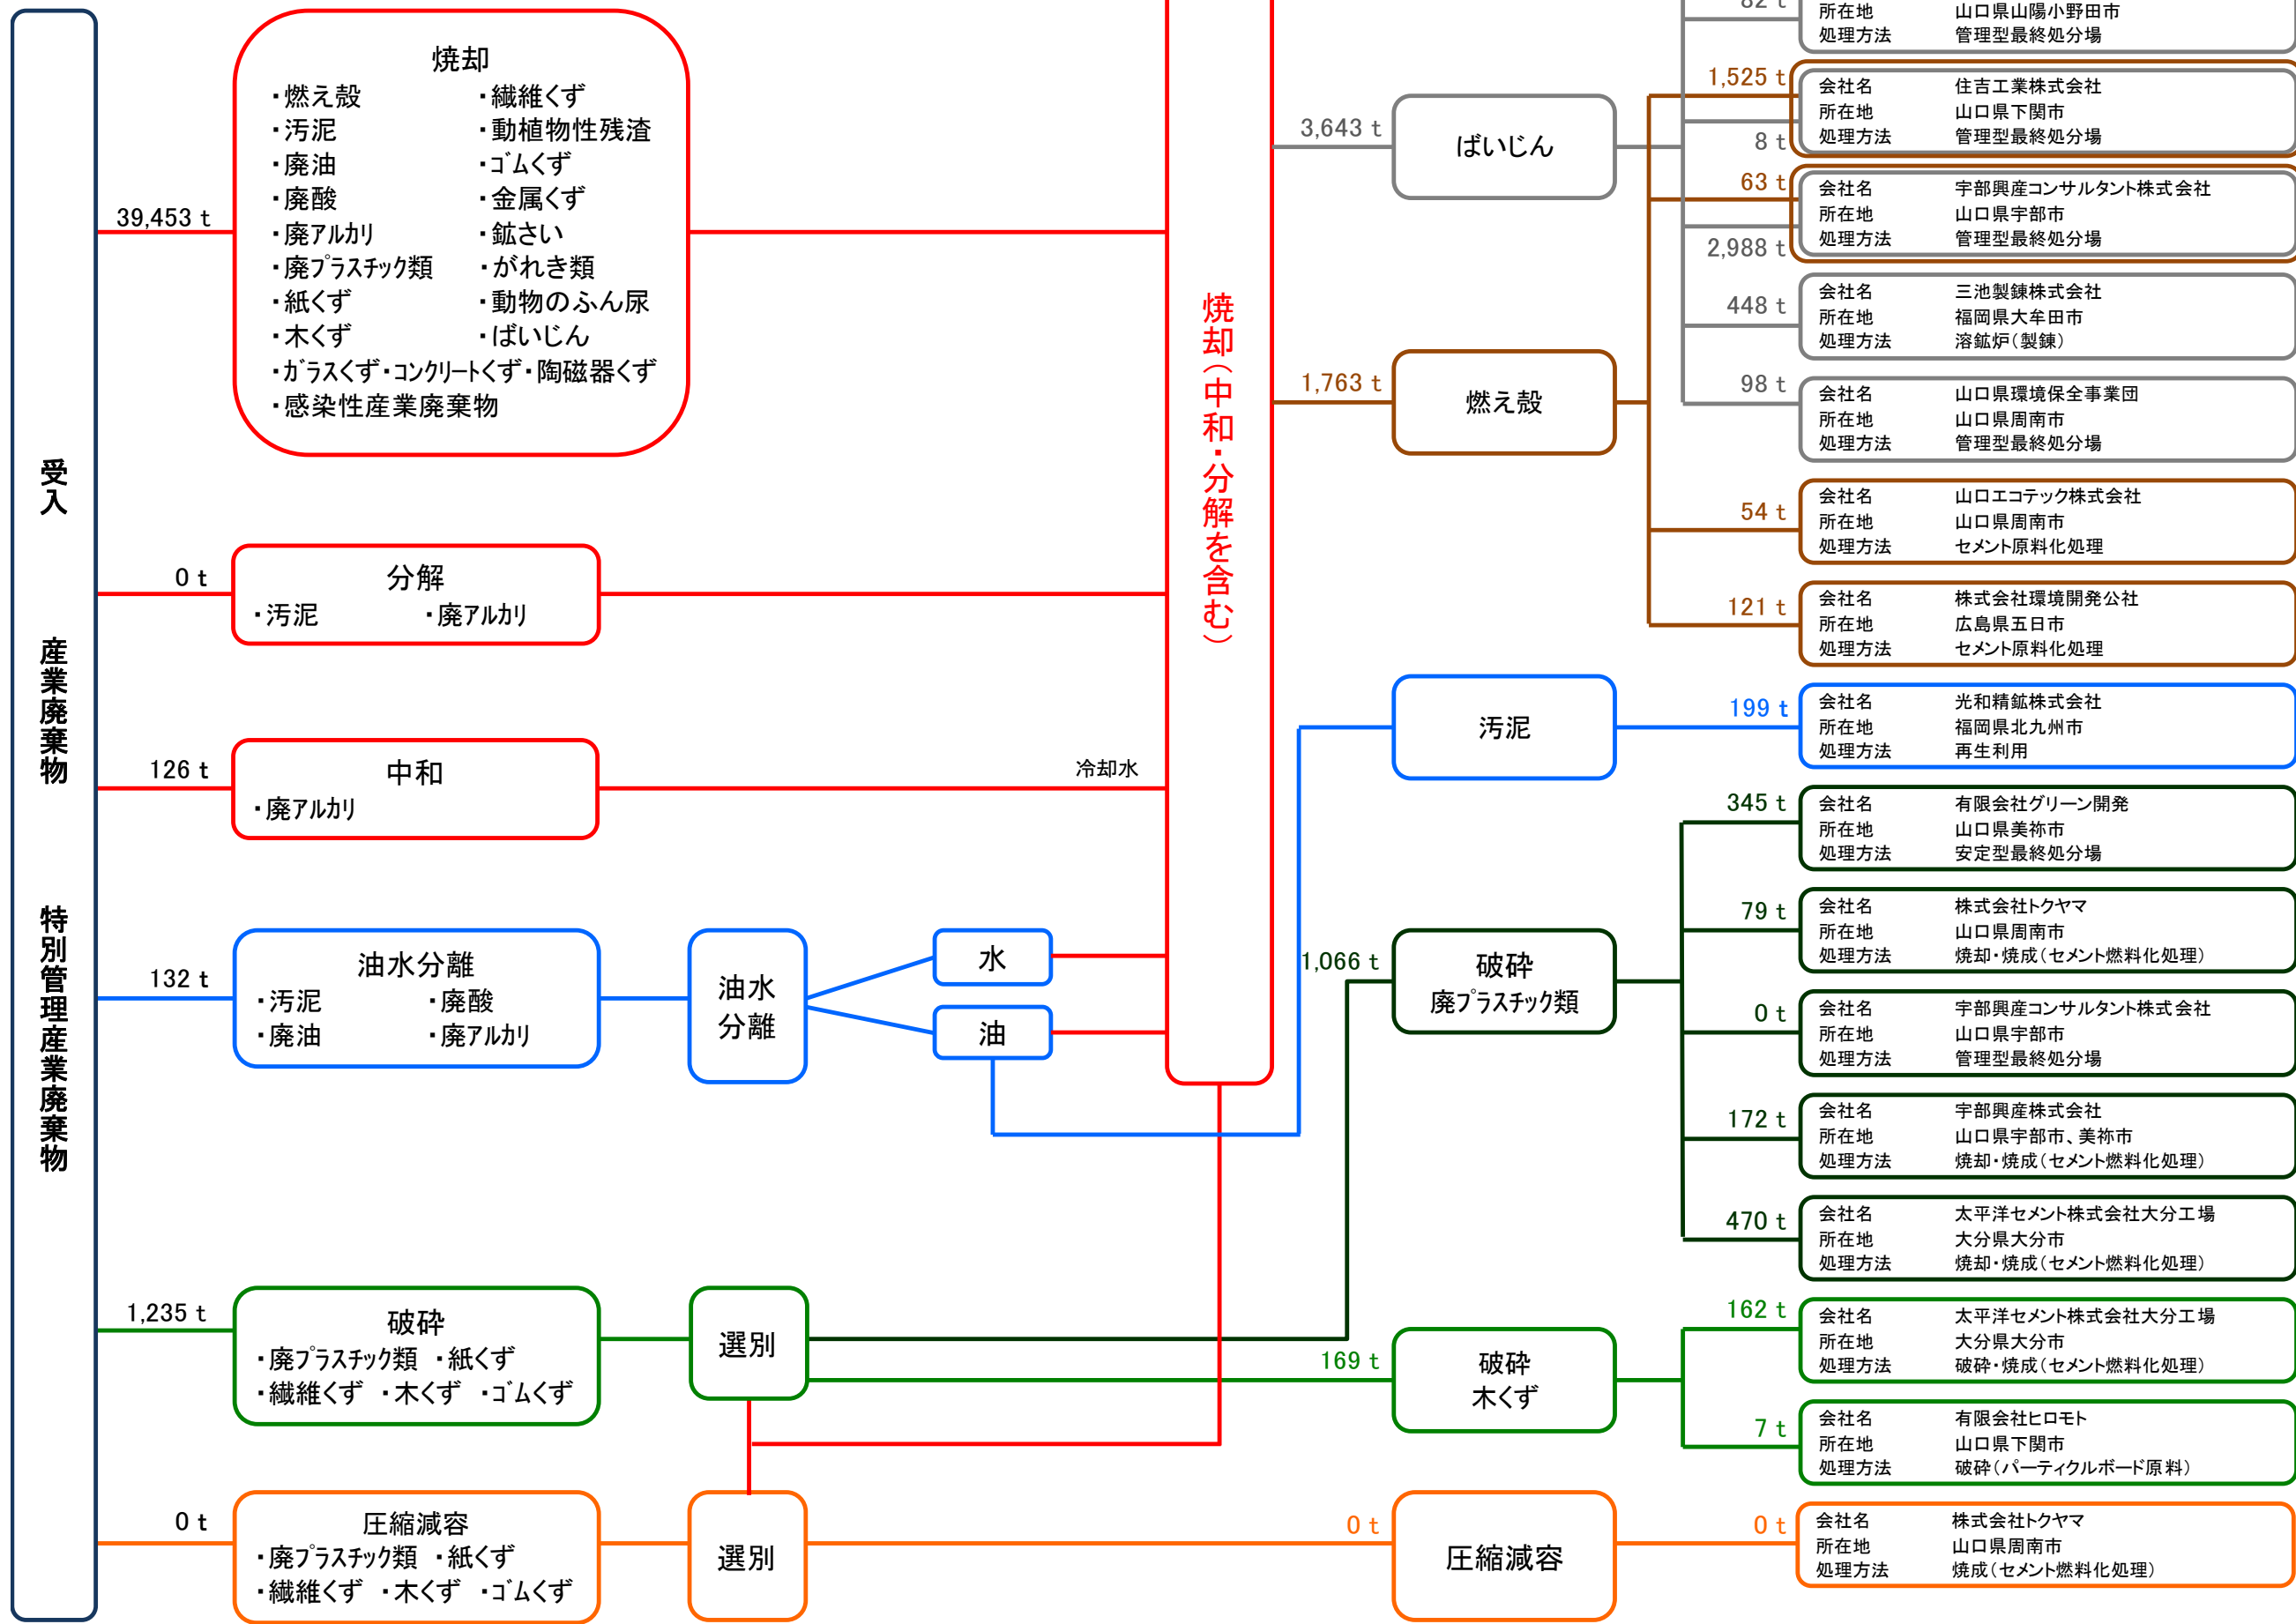 受入
産業廃棄物
特別管理産業廃棄物
39,453 t
焼却
・燃え殻 ・繊維くず
・汚泥 ・動植物性残渣
・廃油 ・ゴムくず
・廃酸 ・金属くず
・廃アルカリ ・鉱さい
・廃プラスチック類 ・がれき類
・紙くず ・動物のふん尿
・木くず ・ばいじん
・ガラスくず・コンクリートくず・陶磁器くず
・感染性産業廃棄物
0 t
分解
・汚泥 ・廃アルカリ
126 t
中和
・廃アルカリ
冷却水
132 t
油水分離
・汚泥 ・廃酸
・廃油 ・廃アルカリ
油水
分離
水
油
1,235 t
破砕
・廃プラスチック類 ・紙くず
・繊維くず ・木くず ・ゴムくず
選別
0 t
圧縮減容
・廃プラスチック類 ・紙くず
・繊維くず ・木くず ・ゴムくず
選別
焼却（中和・分解を含む）
3,643 t
ばいじん
1,763 t
燃え殻
汚泥
1,066 t
破砕
廃プラスチック類
169 t
破砕
木くず
0 t
圧縮減容
82 t
所在地 山口県山陽小野田市
処理方法 管理型最終処分場
1,525 t
8 t
会社名 住吉工業株式会社
所在地 山口県下関市
処理方法 管理型最終処分場
63 t
2,988 t
会社名 宇部興産コンサルタント株式会社
所在地 山口県宇部市
処理方法 管理型最終処分場
448 t
会社名 三池製錬株式会社
所在地 福岡県大牟田市
処理方法 溶鉱炉（製錬）
98 t
会社名 山口県環境保全事業団
所在地 山口県周南市
処理方法 管理型最終処分場
54 t
会社名 山口エコテック株式会社
所在地 山口県周南市
処理方法 セメント原料化処理
121 t
会社名 株式会社環境開発公社
所在地 広島県五日市
処理方法 セメント原料化処理
199 t
会社名 光和精鉱株式会社
所在地 福岡県北九州市
処理方法 再生利用
345 t
会社名 有限会社グリーン開発
所在地 山口県美祢市
処理方法 安定型最終処分場
79 t
会社名 株式会社トクヤマ
所在地 山口県周南市
処理方法 焼却・焼成（セメント燃料化処理）
0 t
会社名 宇部興産コンサルタント株式会社
所在地 山口県宇部市
処理方法 管理型最終処分場
172 t
会社名 宇部興産株式会社
所在地 山口県宇部市、美祢市
処理方法 焼却・焼成（セメント燃料化処理）
470 t
会社名 太平洋セメント株式会社大分工場
所在地 大分県大分市
処理方法 焼却・焼成（セメント燃料化処理）
162 t
会社名 太平洋セメント株式会社大分工場
所在地 大分県大分市
処理方法 破砕・焼成（セメント燃料化処理）
7 t
会社名 有限会社ヒロモト
所在地 山口県下関市
処理方法 破砕（パーティクルボード原料）
0 t
会社名 株式会社トクヤマ
所在地 山口県周南市
処理方法 焼成（セメント燃料化処理）